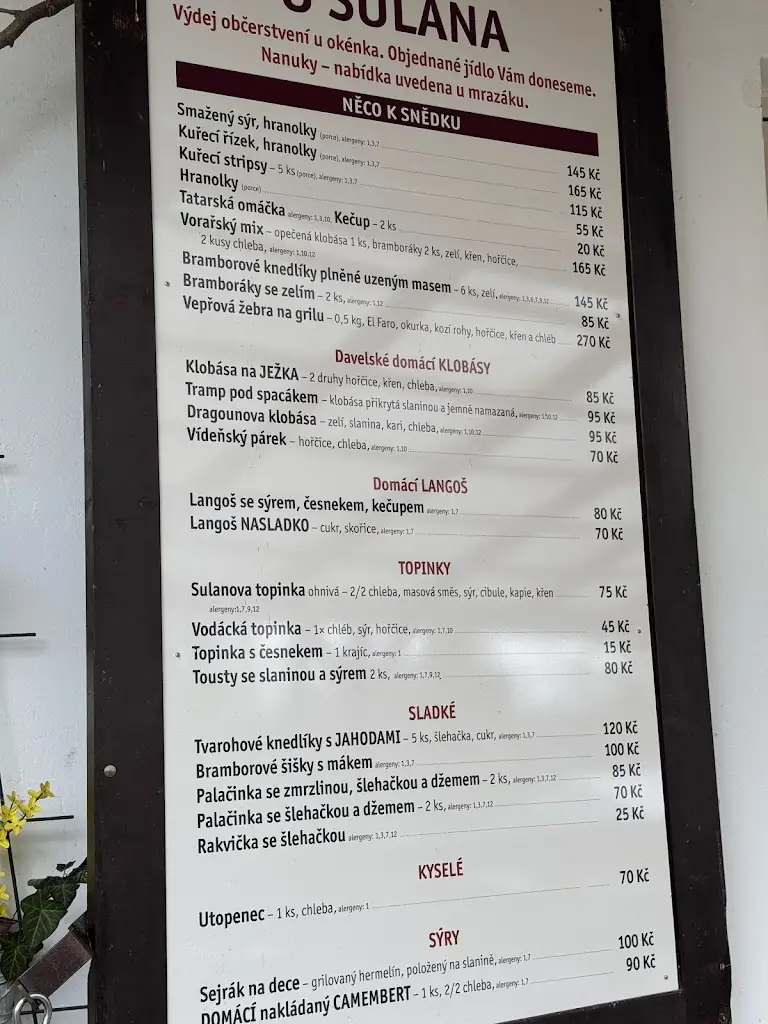 U SULANA
Výdej občerstvení u okénka. Objednané jídlo Vám doneseme.
Nanuky – nabídka uvedena u mrazáku.
NĚCO K SNĚDKU
Smažený sýr, hranolky (porce), alergeny: 1,3,7 145 Kč
Kuřecí řízek, hranolky (porce), alergeny: 1,3,7 165 Kč
Kuřecí stripsy – 5 ks (porce), alergeny: 1,3,7 115 Kč
Hranolky (porce) 55 Kč
Tatarská omáčka alergeny: 1,3,10, Kečup – 2 ks 20 Kč
Vorařský mix – opečená klobása 1 ks, bramboráky 2 ks, zelí, křen, hořčice, 165 Kč
2 kusy chleba, alergeny: 1,10,12
Bramborové knedlíky plněné uzeným masem – 6 ks, zelí, alergeny: 1,3,6,7,9,12 145 Kč
Bramboráky se zelím – 2 ks, alergeny: 1,12 85 Kč
Vepřová žebra na grilu – 0,5 kg, El Faro, okurka, kozí rohy, hořčice, křen a chléb 270 Kč
Davelské domácí KLOBÁSY
Klobása na JEŽKA – 2 druhy hořčice, křen, chleba, alergeny: 1,10 85 Kč
Tramp pod spacákem – klobása přikrytá slaninou a jemně namazaná, alergeny: 1,10,12 95 Kč
Dragounova klobása – zelí, slanina, kari, chleba, alergeny: 1,10,12 95 Kč
Vídeňský párek – hořčice, chleba, alergeny: 1,10 70 Kč
Domácí LANGOŠ
Langoš se sýrem, česnekem, kečupem alergeny: 1,7 80 Kč
Langoš NASLADKO – cukr, skořice, alergeny: 1,7 70 Kč
TOPINKY
Sulanova topinka ohnivá – 2/2 chleba, masová směs, sýr, cibule, kapie, křen 75 Kč
alergeny:1,7,9,12
Vodácká topinka – 1× chléb, sýr, hořčice, alergeny: 1,7,10 45 Kč
Topinka s česnekem – 1 krajíc, alergeny: 1 15 Kč
Tousty se slaninou a sýrem 2 ks, alergeny: 1,7,9,12 80 Kč
SLADKÉ
Tvarohové knedlíky s JAHODAMI – 5 ks, šlehačka, cukr, alergeny: 1,3,7 120 Kč
Bramborové šišky s mákem alergeny: 1,3,7 100 Kč
Palačinka se zmrzlinou, šlehačkou a džemem – 2 ks, alergeny: 1,3,7,12 85 Kč
Palačinka se šlehačkou a džemem – 2 ks, alergeny: 1,3,7,12 70 Kč
Rakvička se šlehačkou alergeny: 1,3,7,12 25 Kč
KYSELÉ
Utopenec – 1 ks, chleba, alergeny: 1 70 Kč
SÝRY
Sejrák na dece – grilovaný hermelín, položený na slanině, alergeny: 1,7 100 Kč
DOMÁCÍ nakládaný CAMEMBERT – 1 ks, 2/2 chleba, alergeny: 1,7 90 Kč